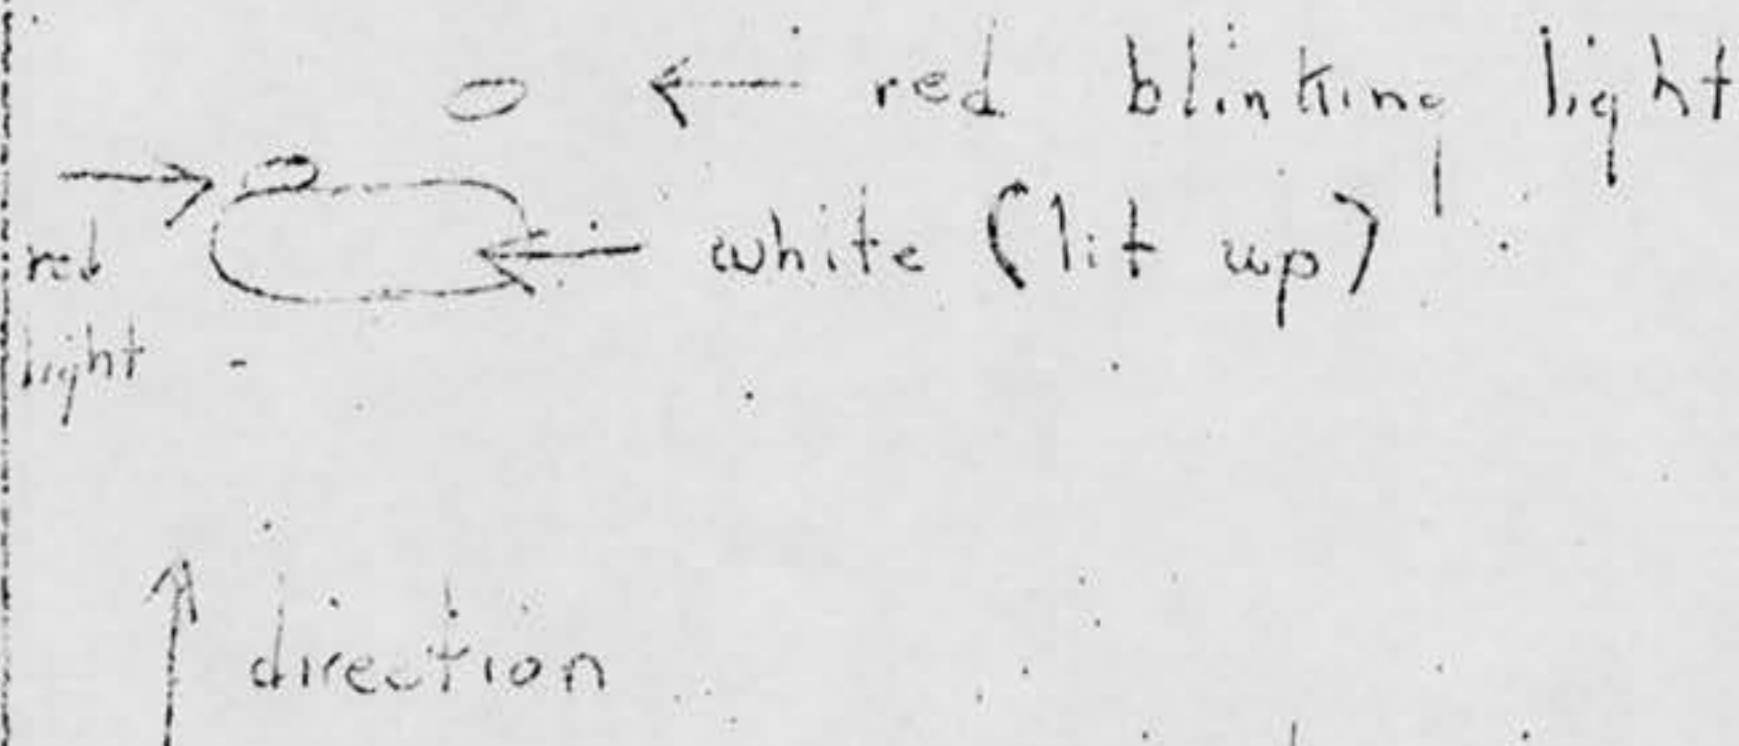 red blinking light
white (lit up)
red
light
direction